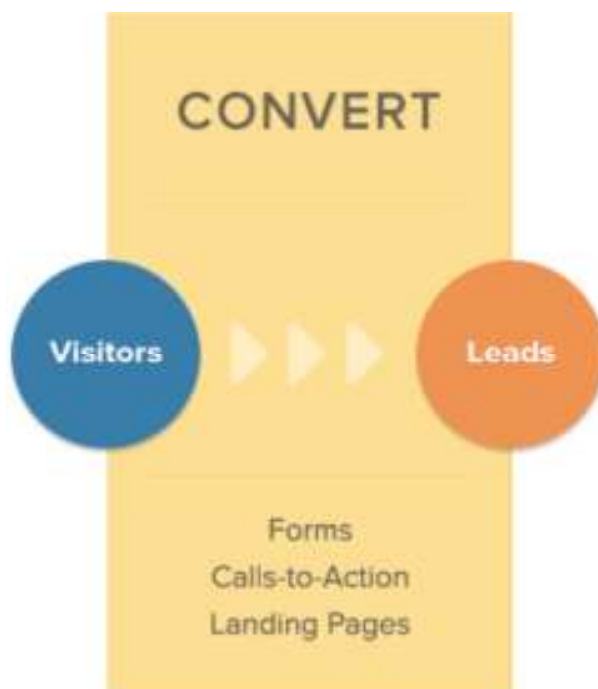 CONVERT
Visitors
Leads
Forms
Calls-to-Action
Landing Pages